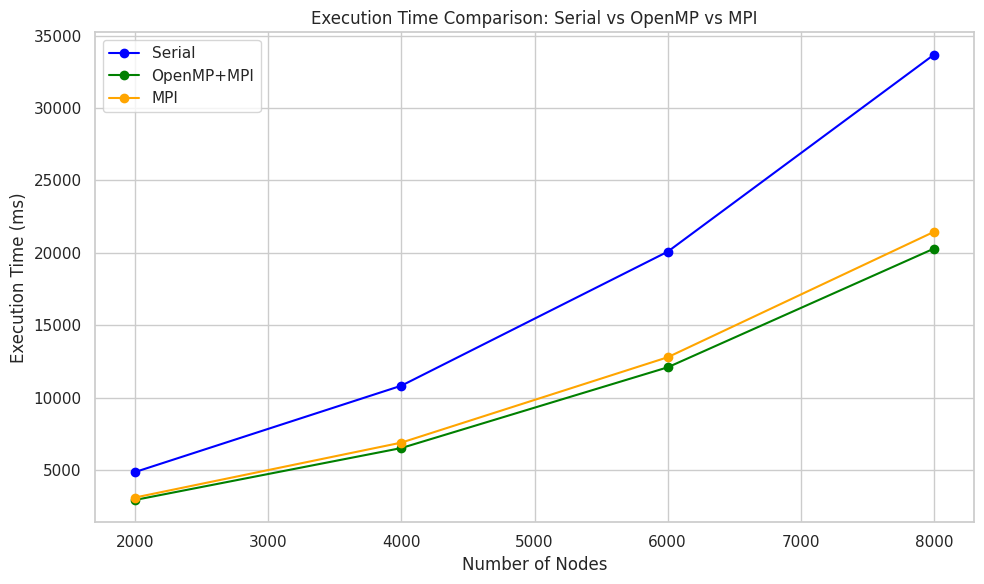 Execution Time Comparison: Serial vs OpenMP vs MPI
Serial
OpenMP+MPI
MPI
Execution Time (ms)
35000
30000
25000
20000
15000
10000
5000
2000 3000 4000 5000 6000 7000 8000
Number of Nodes